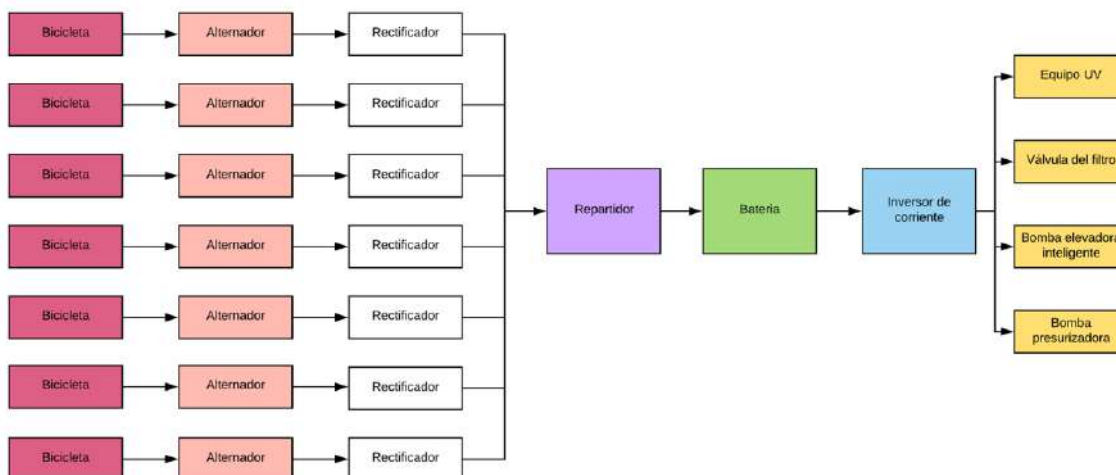 Bicicleta
Alternador
Rectificador
Bicicleta
Alternador
Rectificador
Bicicleta
Alternador
Rectificador
Bicicleta
Alternador
Rectificador
Bicicleta
Alternador
Rectificador
Bicicleta
Alternador
Rectificador
Bicicleta
Alternador
Rectificador
Repartidor
Bateria
Inversor de
corriente
Equipo UV
Válvula del filtro
Bomba elevadora
inteligente
Bomba
presurizadora